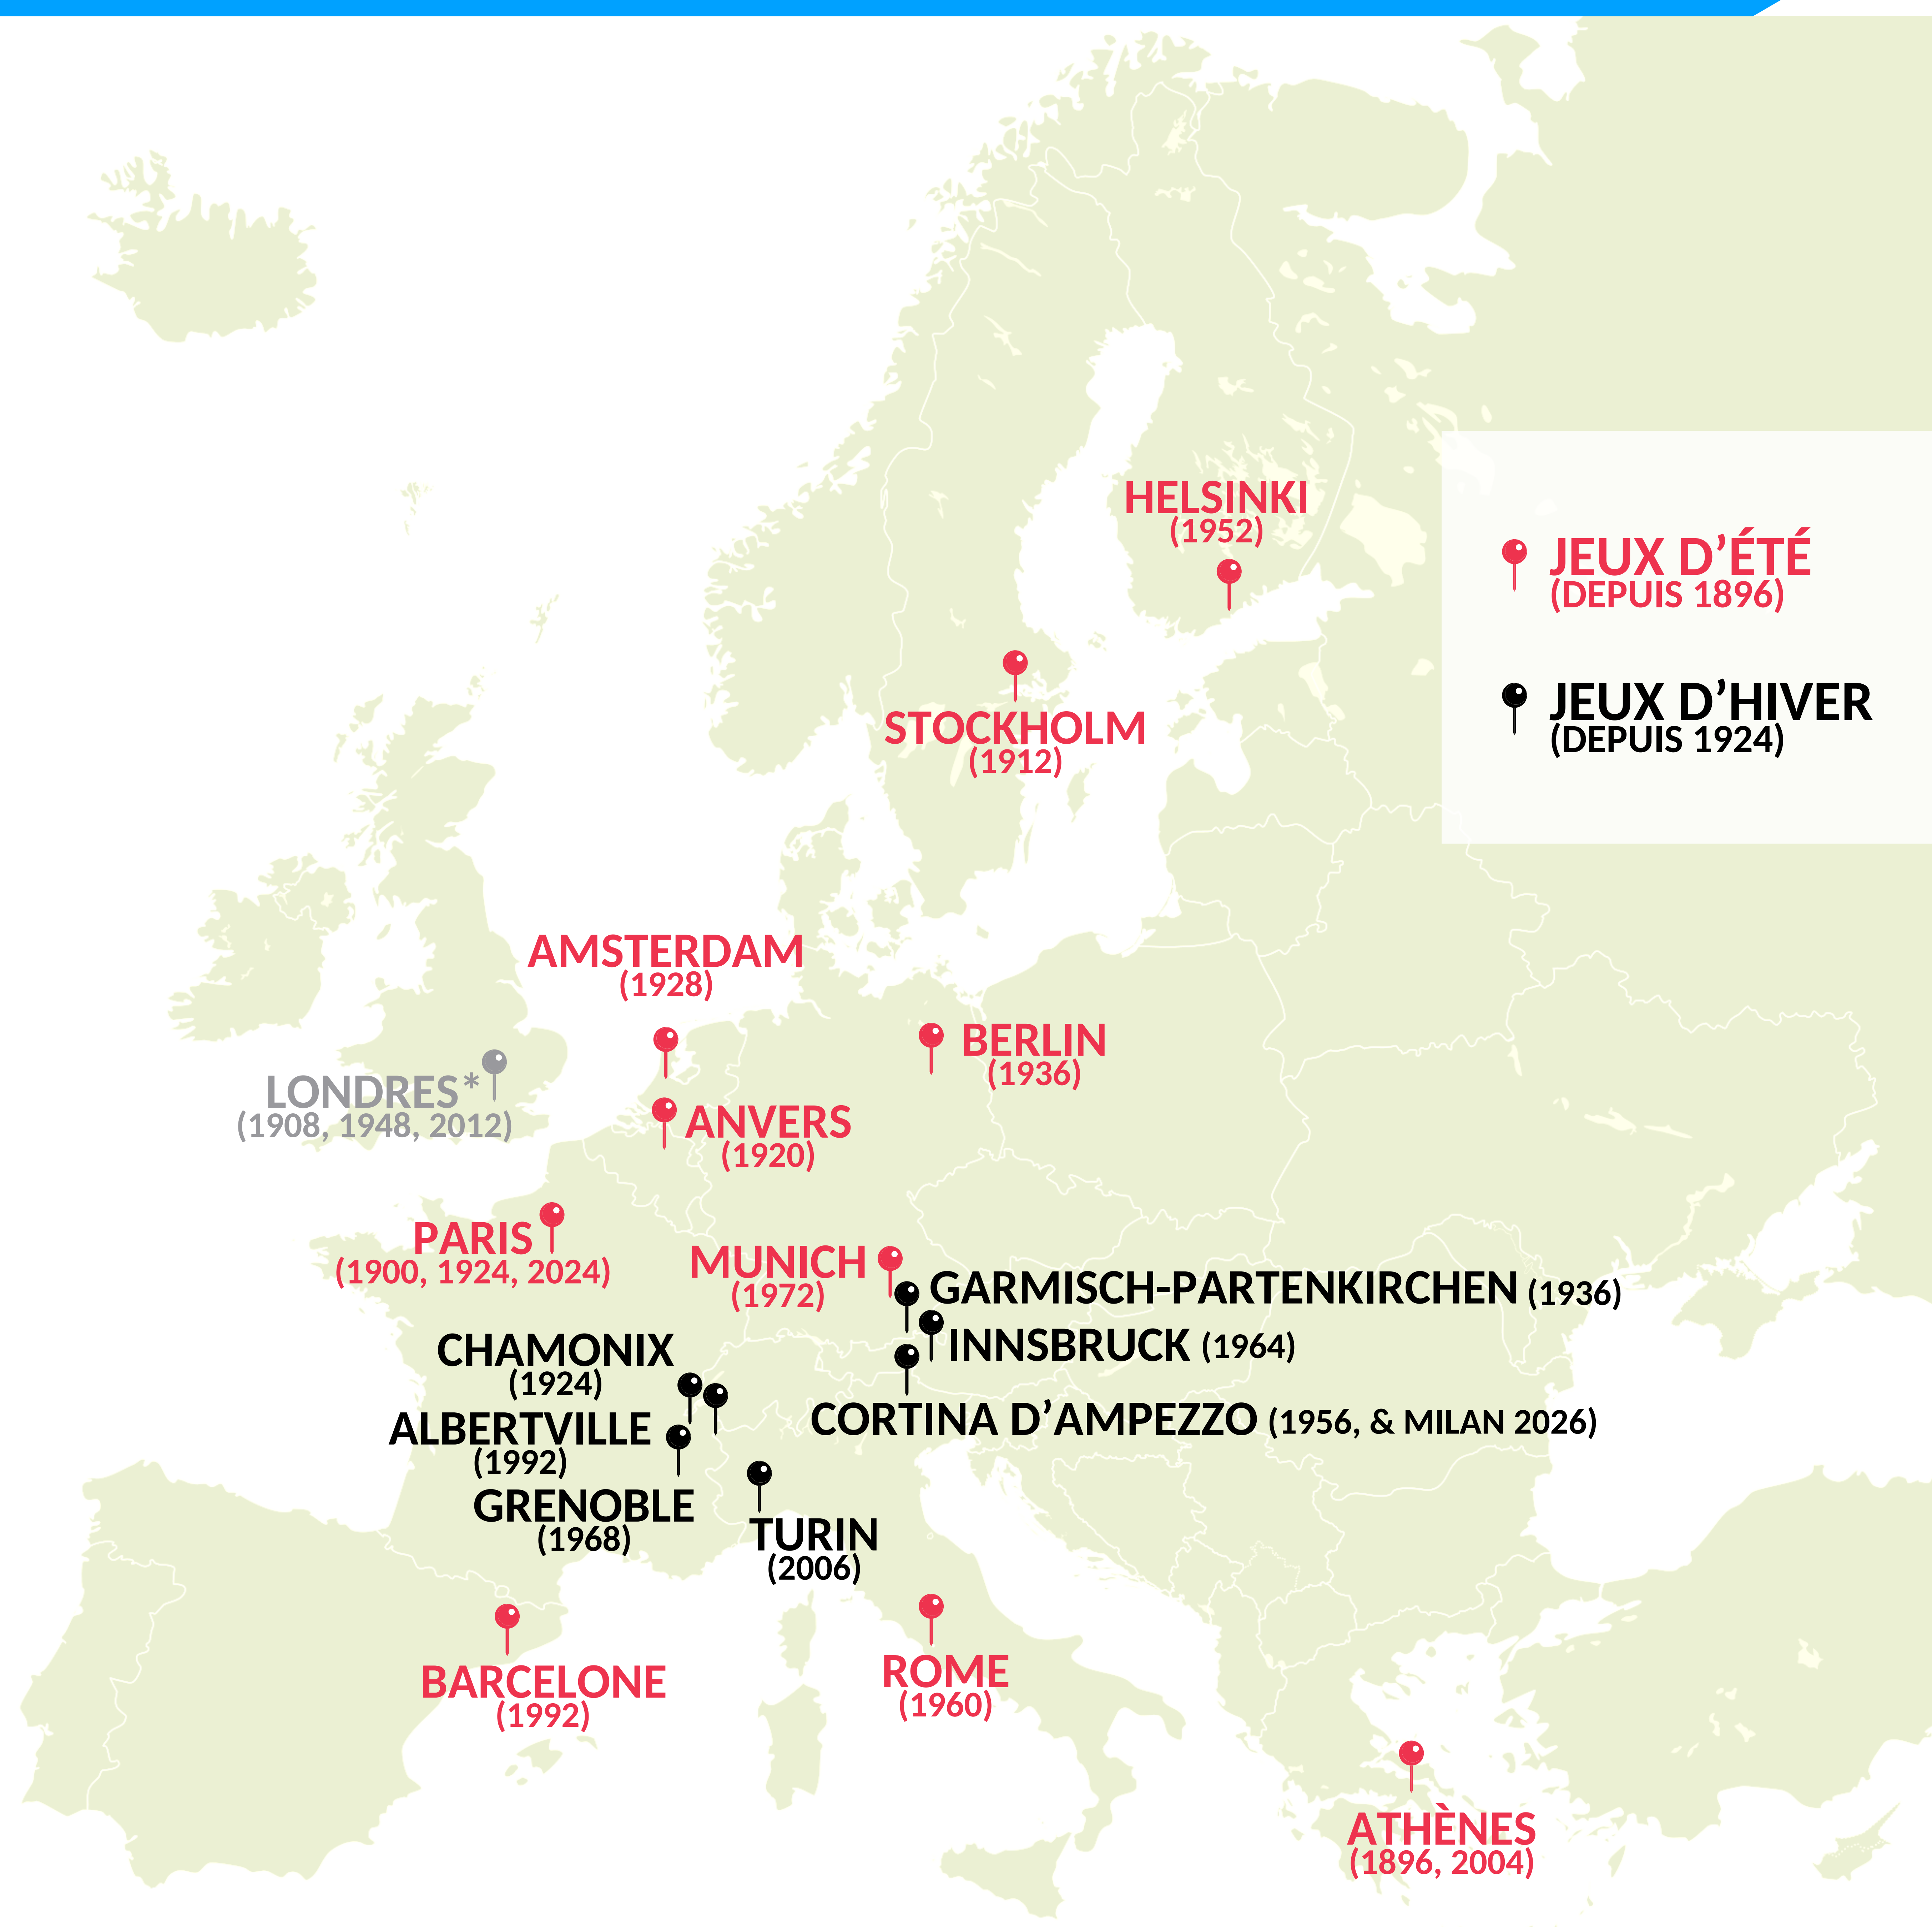 HELSINKI
(1952)
JEUX D’ÉTÉ
(DEPUIS 1896)
JEUX D’HIVER
(DEPUIS 1924)
STOCKHOLM
(1912)
AMSTERDAM
(1928)
BERLIN
(1936)
LONDRES*
(1908, 1948, 2012)
ANVERS
(1920)
PARIS
(1900, 1924, 2024)
MUNICH
(1972)
GARMISCH-PARTENKIRCHEN (1936)
INNSBRUCK (1964)
CHAMONIX
(1924)
CORTINA D’AMPEZZO (1956, & MILAN 2026)
ALBERTVILLE
(1992)
GRENOBLE
(1968)
TURIN
(2006)
BARCELONE
(1992)
ROME
(1960)
ATHÈNES
(1896, 2004)